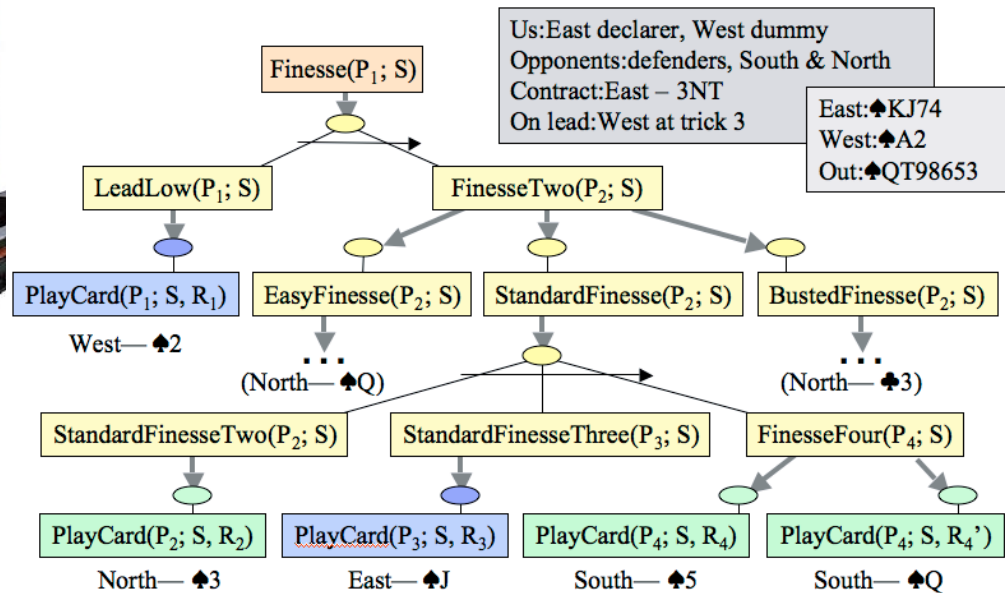 Us:East declarer, West dummy
Opponents:defenders, South & North
Contract:East – 3NT
On lead:West at trick 3
East:♠KJ74
West:♠A2
Out:♠QT98653
Finesse(P₁; S)
LeadLow(P₁; S)
FinesseTwo(P₂; S)
PlayCard(P₁; S, R₁)
EasyFinesse(P₂; S)
StandardFinesse(P₂; S)
BustedFinesse(P₂; S)
West— ♠2
...
...
(North— ♠Q)
(North— ♣3)
StandardFinesseTwo(P₂; S)
StandardFinesseThree(P₃; S)
FinesseFour(P₄; S)
PlayCard(P₂; S, R₂)
PlayCard(P₃; S, R₃)
PlayCard(P₄; S, R₄)
PlayCard(P₄; S, R₄’)
North— ♠3
East— ♠J
South— ♠5
South— ♠Q